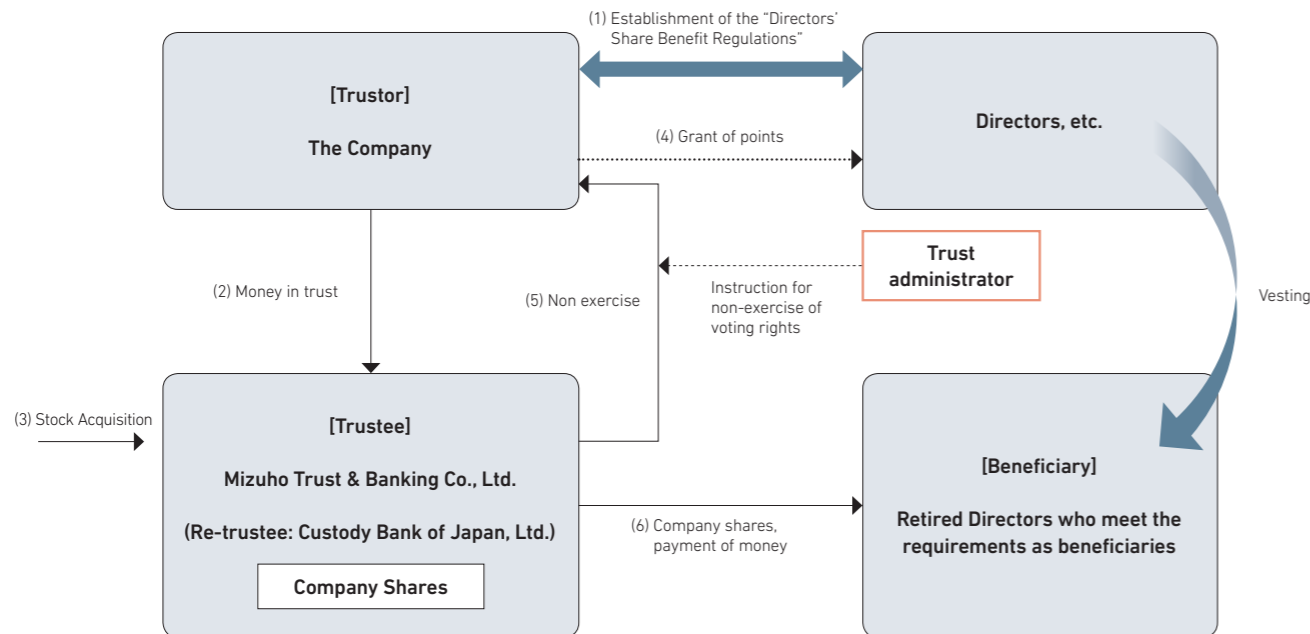 (1) Establishment of the “Directors’
Share Benefit Regulations”
[Trustor]
The Company
Directors, etc.
(4) Grant of points
(2) Money in trust
(5) Non exercise
Trust
administrator
Instruction for
non-exercise of
voting rights
Vesting
(3) Stock Acquisition
[Trustee]
Mizuho Trust & Banking Co., Ltd.
(Re-trustee: Custody Bank of Japan, Ltd.)
Company Shares
(6) Company shares,
payment of money
[Beneficiary]
Retired Directors who meet the
requirements as beneficiaries